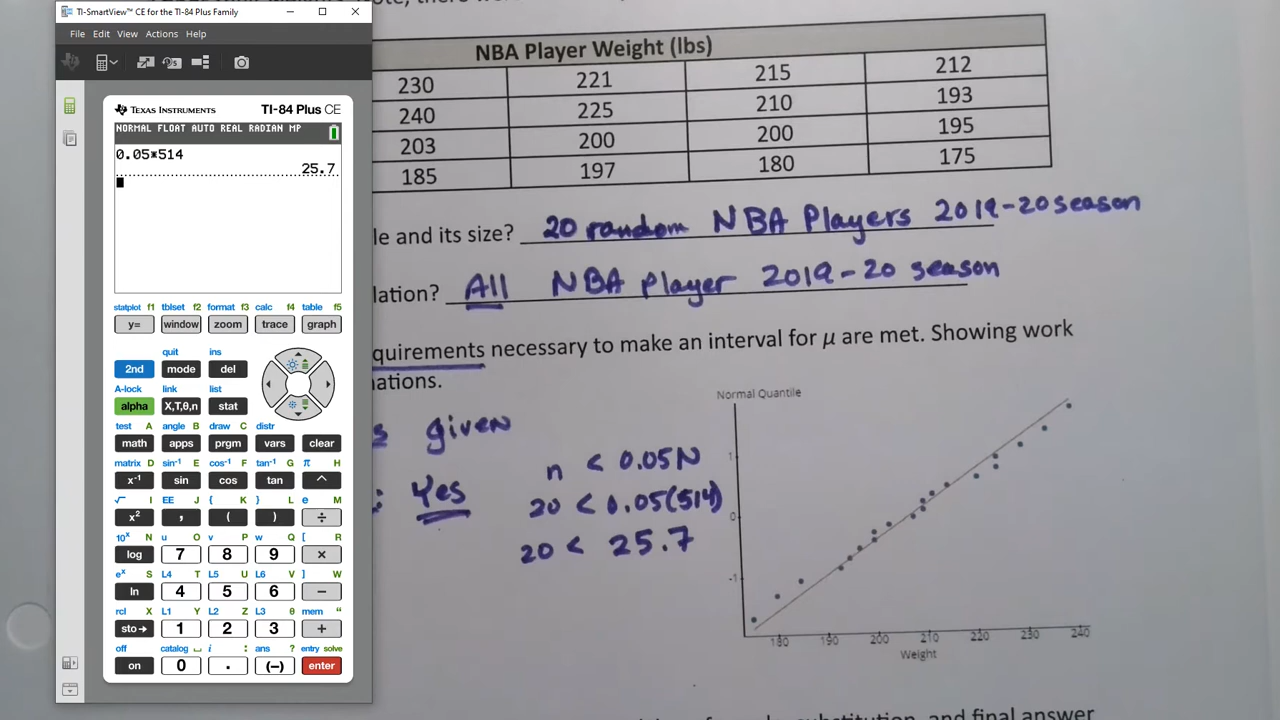 TI-SmartView™ CE for the TI-84 Plus Family
File Edit View Actions Help
TEXAS INSTRUMENTS TI-84 Plus CE
NORMAL FLOAT AUTO REAL RADIAN MP
0.05*514
25.7
statplot f1 tblset f2 format f3 calc f4 table f5
y= window zoom trace graph
quit ins
2nd mode del
A-lock link list
alpha X,T,θ,n stat
test A angle B draw C distr
math apps prgm vars clear
matrix D sin⁻¹ E cos⁻¹ F tan⁻¹ G π H
x⁻¹ sin cos tan ^
√ I EE J { K } L e M
x² , ( ) ÷
10ˣ N u O v P w Q [ R
log 7 8 9 ×
eˣ S L4 T L5 U L6 V ] W
ln 4 5 6 −
rcl X L1 Y L2 Z L3 θ mem "
sto→ 1 2 3 +
off catalog i : ans ? entry solve
on 0 . (−) enter
NBA Player Weight (lbs)
230 221 215 212
240 225 210 193
203 200 200 195
185 197 180 175
le and its size? 20 random NBA Players 2019-20 season
lation? All NBA player 2019-20 season
quirements necessary to make an interval for μ are met. Showing work
ations.
given
: Yes
n < 0.05N
20 < 0.05(514)
20 < 25.7
Normal Quantile
1
0
-1
180 190 200 210 220 230 240
Weight
substitution, and final answer